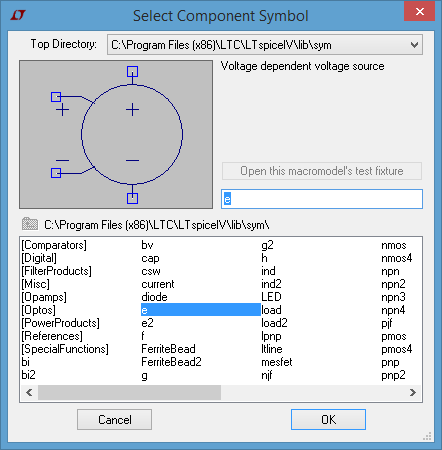 Select Component Symbol
Top Directory: C:\Program Files (x86)\LTC\LTspiceIV\lib\sym
Voltage dependent voltage source
Open this macromodel's test fixture
e
C:\Program Files (x86)\LTC\LTspiceIV\lib\sym\
[Comparators] bv g2 nmos
[Digital] cap h nmos4
[FilterProducts] csw ind npn
[Misc] current ind2 npn2
[Opamps] diode LED npn3
[Optos] e load npn4
[PowerProducts] e2 load2 pjf
[References] f lpnp pmos
[SpecialFunctions] FerriteBead ltline pmos4
bi FerriteBead2 mesfet pnp
bi2 g njf pnp2
Cancel OK